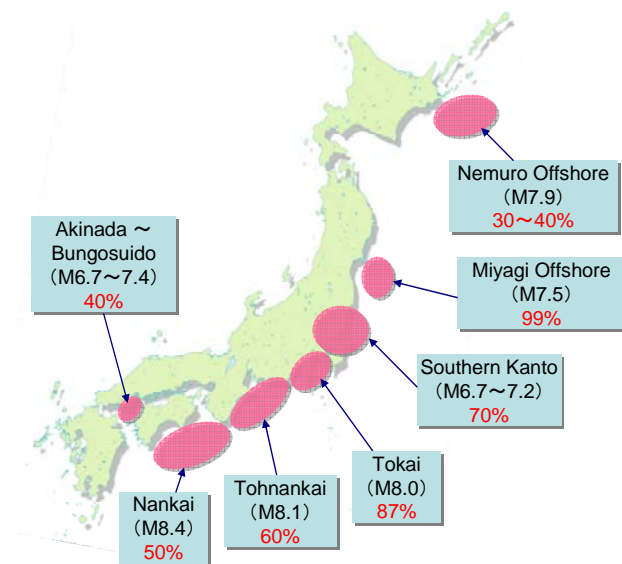 Nemuro Offshore
(M7.9)
30～40%
Akinada ～
Bungosuido
(M6.7～7.4)
40%
Miyagi Offshore
(M7.5)
99%
Southern Kanto
(M6.7～7.2)
70%
Tokai
(M8.0)
87%
Tohnankai
(M8.1)
60%
Nankai
(M8.4)
50%